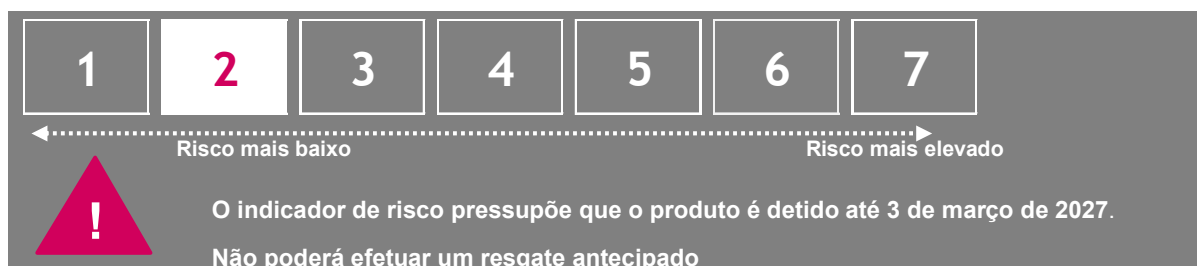 1 2 3 4 5 6 7
Risco mais baixo Risco mais elevado
! O indicador de risco pressupõe que o produto é detido até 3 de março de 2027.
Não poderá efetuar um resgate antecipado